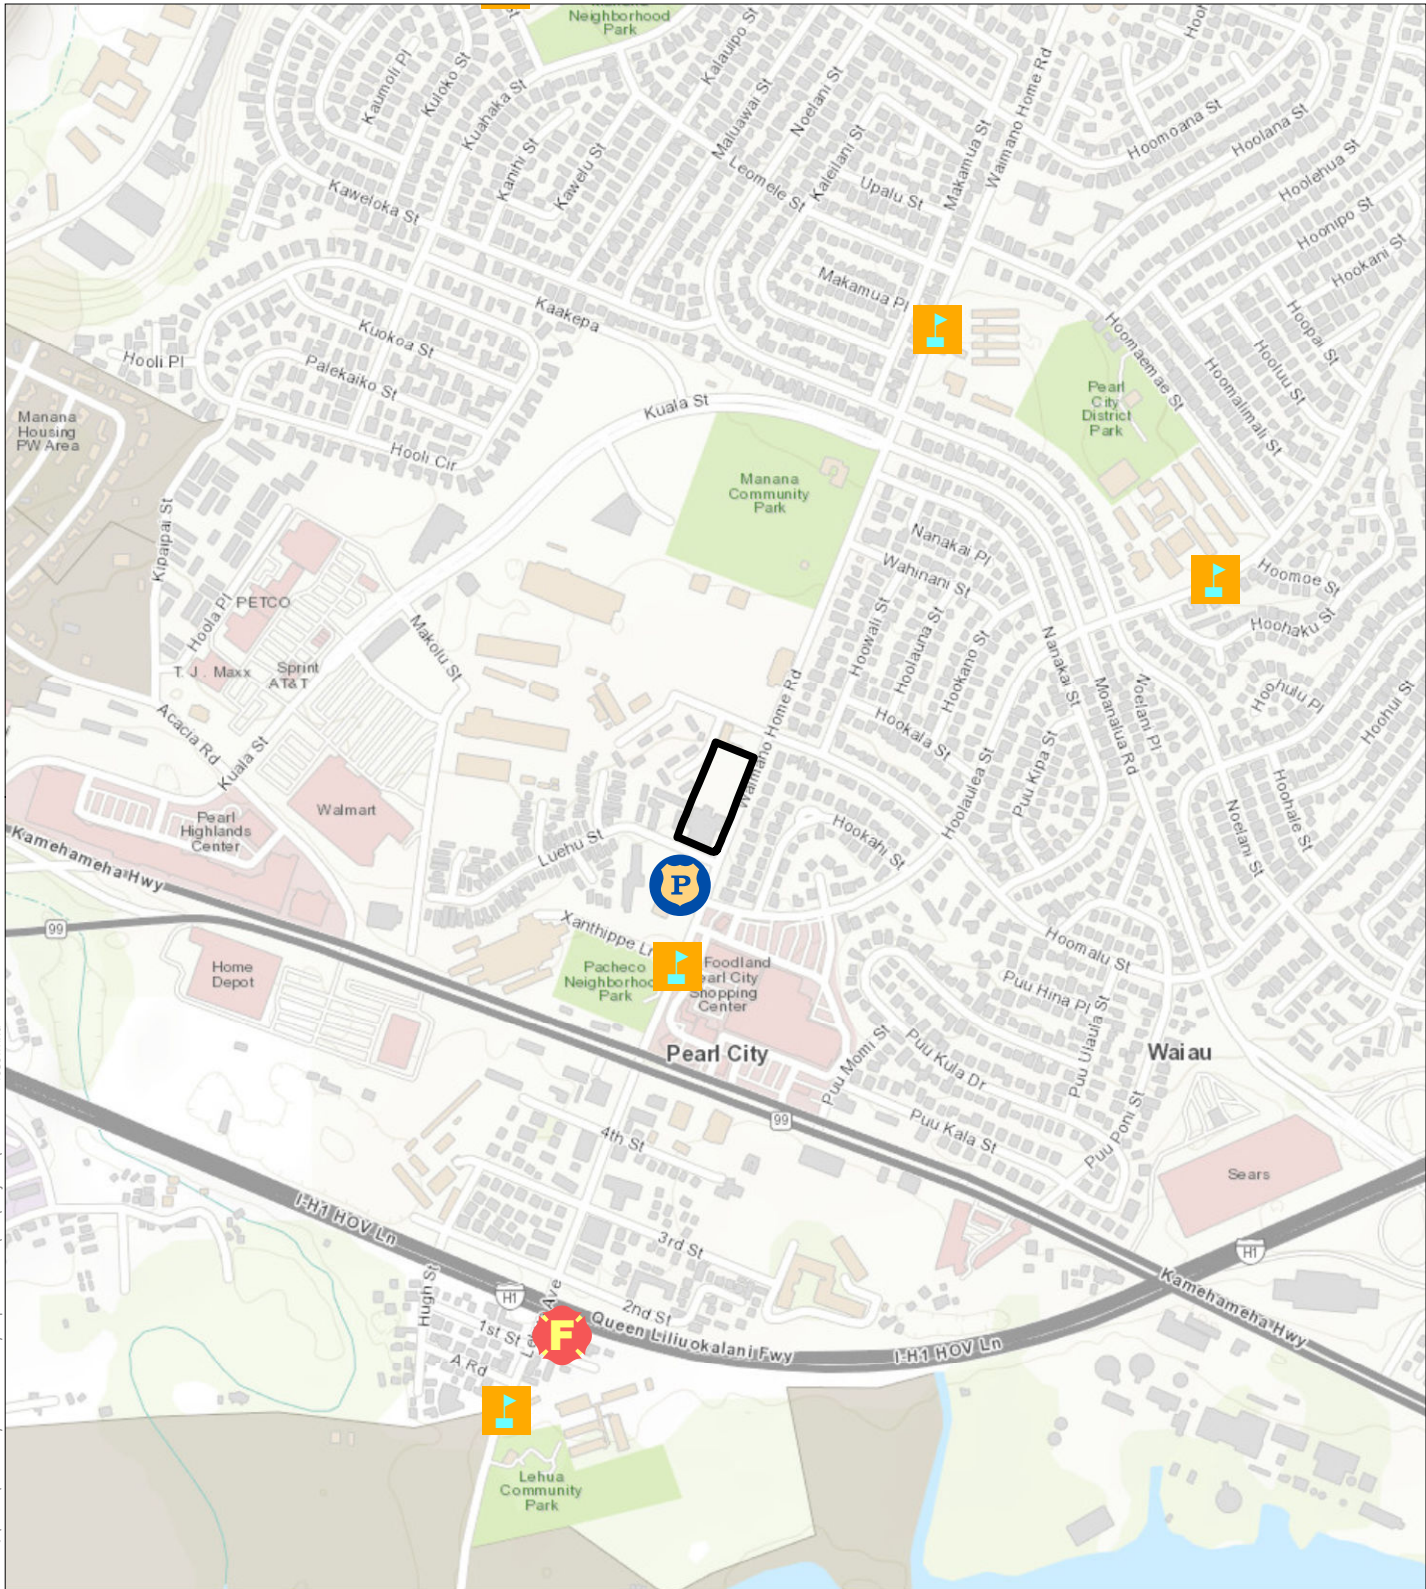 Neighborhood
Park
Kalauipo St
Kaumoli Pl
Kuloko St
Kuahaka St
Kanihi St
Kawelu St
Maluawai St
Noelani St
Waimano Home Rd
Makamua St
Kaleilani St
Leomele St
Upalu St
Hoomoana St
Hoolana St
Hoolehua St
Hoonipo St
Hookani St
Kaweloka St
Makamua Pl
Kaakepa
Kuokoa St
Palekaiko St
Hooli Pl
Hooli Cir
Kuala St
Hoomaemae St
Hoopai St
Hooluu St
Hoomalimali St
Pearl
City
District
Park
Manana
Housing
PW Area
Manana
Community
Park
Kipaipai St
Nanakai Pl
Wahinani St
Hoomoe St
Hoohaku St
PETCO
Hoola Pl
Makolu St
T. J . Maxx
Sprint
AT&T
Hoowali St
Hoolauna St
Hookano St
Nanakai St
Moanalua Rd
Noelani Pl
Hoohulu Pl
Hoohui St
Acacia Rd
Kuala St
Waimano Home Rd
Hookala St
Hoolaulea St
Puu Kipa St
Noelani St
Hoohale St
Walmart
Pearl
Highlands
Center
Kamehameha Hwy
Luehu St
Hookahi St
P
99
Xanthippe Ln
Home
Depot
Pacheco
Neighborhoo
Park
Foodland
earl City
Shopping
Center
Hoomalu St
Puu Hina Pl
Puu Ulaula St
Pearl City
Waiau
Puu Momi St
Puu Kula Dr
99
Puu Kala St
Puu Poni St
4th St
Sears
I-H1 HOV Ln
3rd St
H1
Kamehameha Hwy
Hugh St
H1
Ave
2nd St
1st St
F
Queen Liliuokalani Fwy
I-H1 HOV Ln
A Rd
Lehua
Community
Park